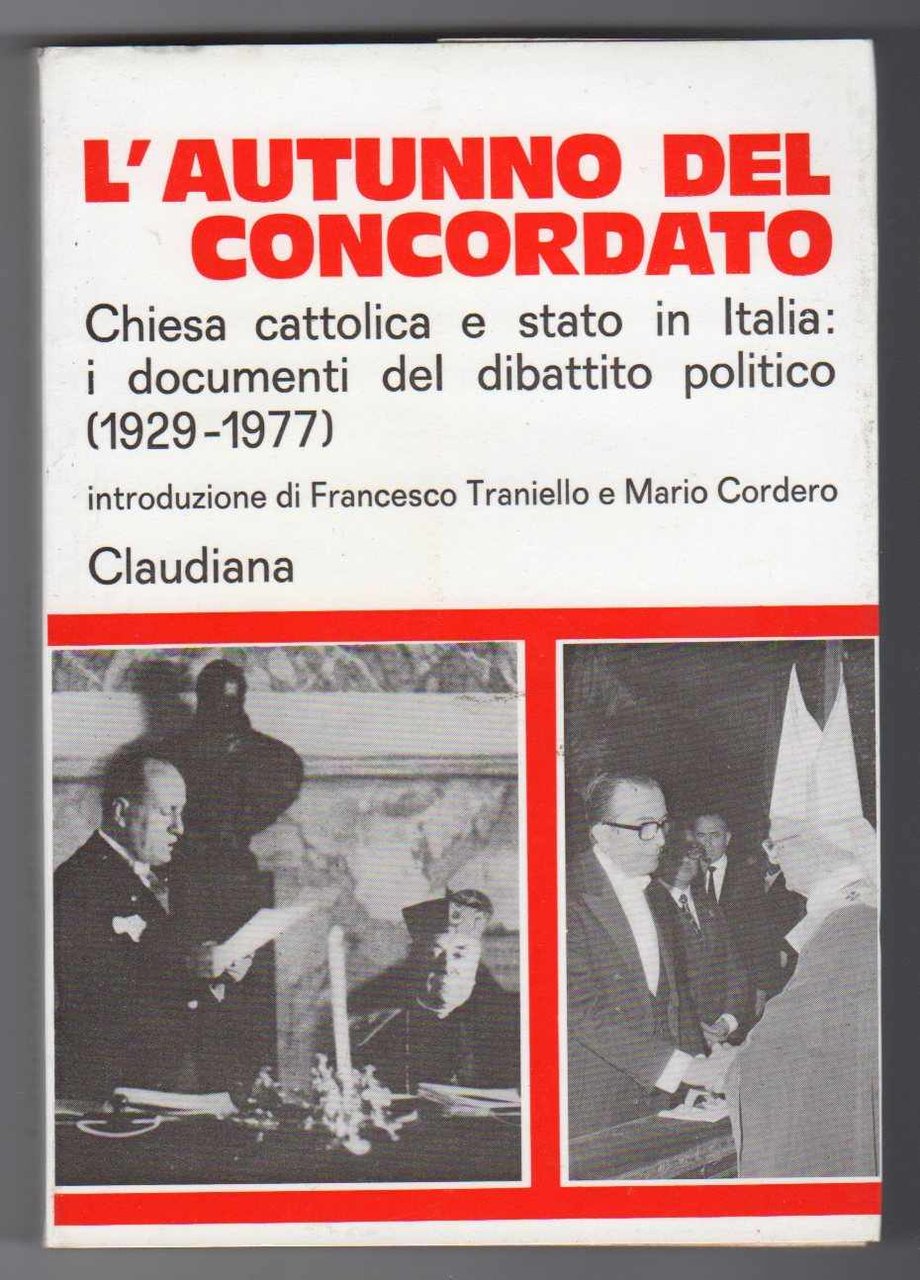 L'AUTUNNO DEL
CONCORDATO
Chiesa cattolica e stato in Italia:
i documenti del dibattito politico
(1929-1977)
introduzione di Francesco Traniello e Mario Cordero
Claudiana